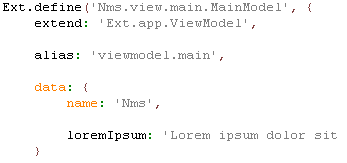 Ext.define('Nms.view.main.MainModel', {
    extend: 'Ext.app.ViewModel',

    alias: 'viewmodel.main',

    data: {
        name: 'Nms',

        loremIpsum: 'Lorem ipsum dolor sit
    }